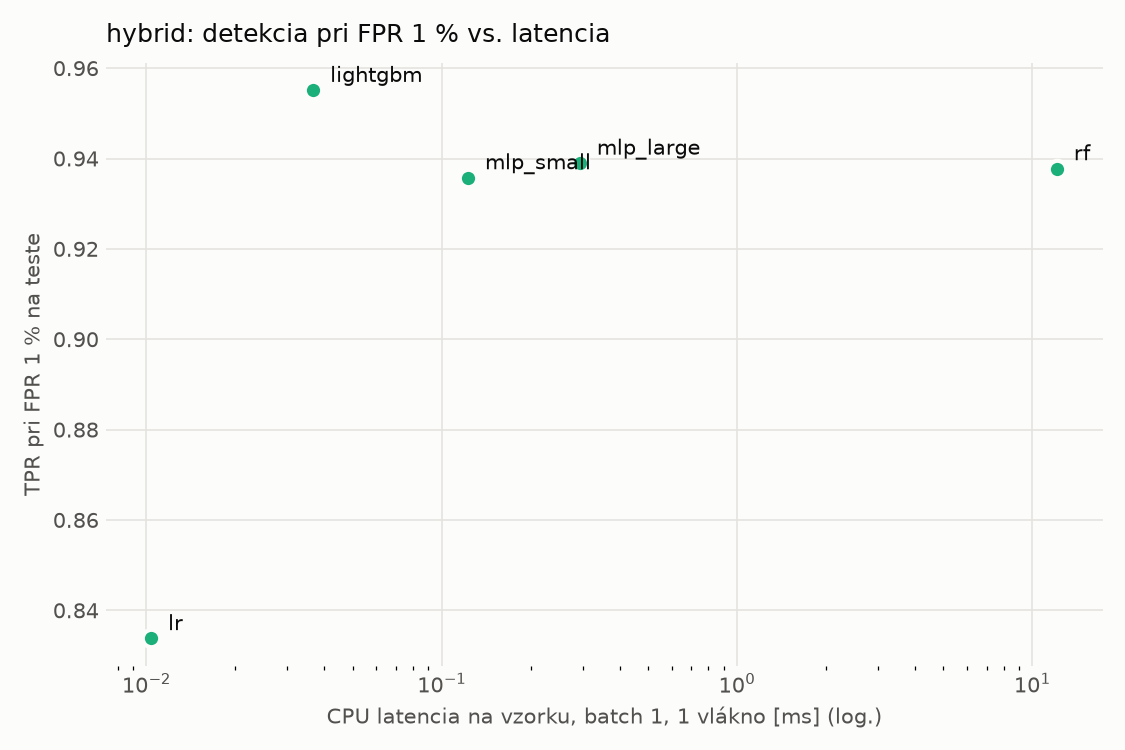 hybrid: detekcia pri FPR 1 % vs. latencia
TPR pri FPR 1 % na teste
0.96
0.94
0.92
0.90
0.88
0.86
0.84
lightgbm
mlp_small
mlp_large
rf
lr
10⁻²
10⁻¹
10⁰
10¹
CPU latencia na vzorku, batch 1, 1 vlákno [ms] (log.)